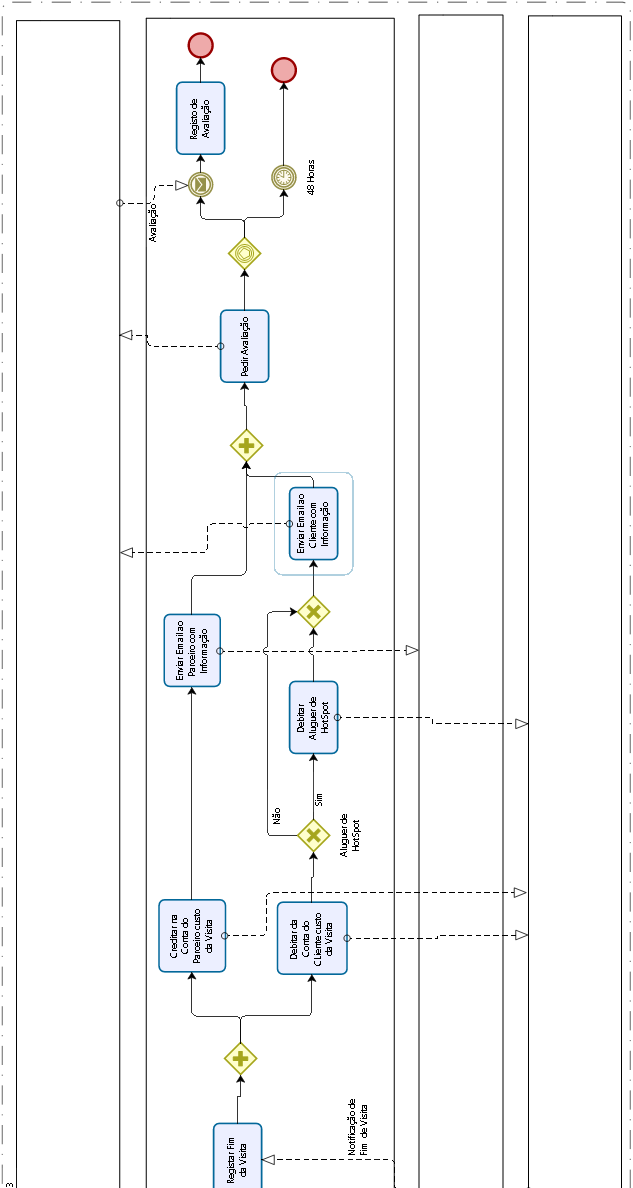 Registo de
Avaliação
48 Horas
Avaliação
Pedir Avaliação
Enviar Email ao
Cliente com
Informação
Enviar Email ao
Parceiro com
Informação
Debitar
Aluguer de
HotSpot
Não
Sim
Aluguer de
HotSpot
Creditar na
Conta do
Parceiro custo
da Visita
Debitar da
Conta do
CLiente custo
da Visita
Notificação de
Fim de Visita
Registar Fim
da Visita
3